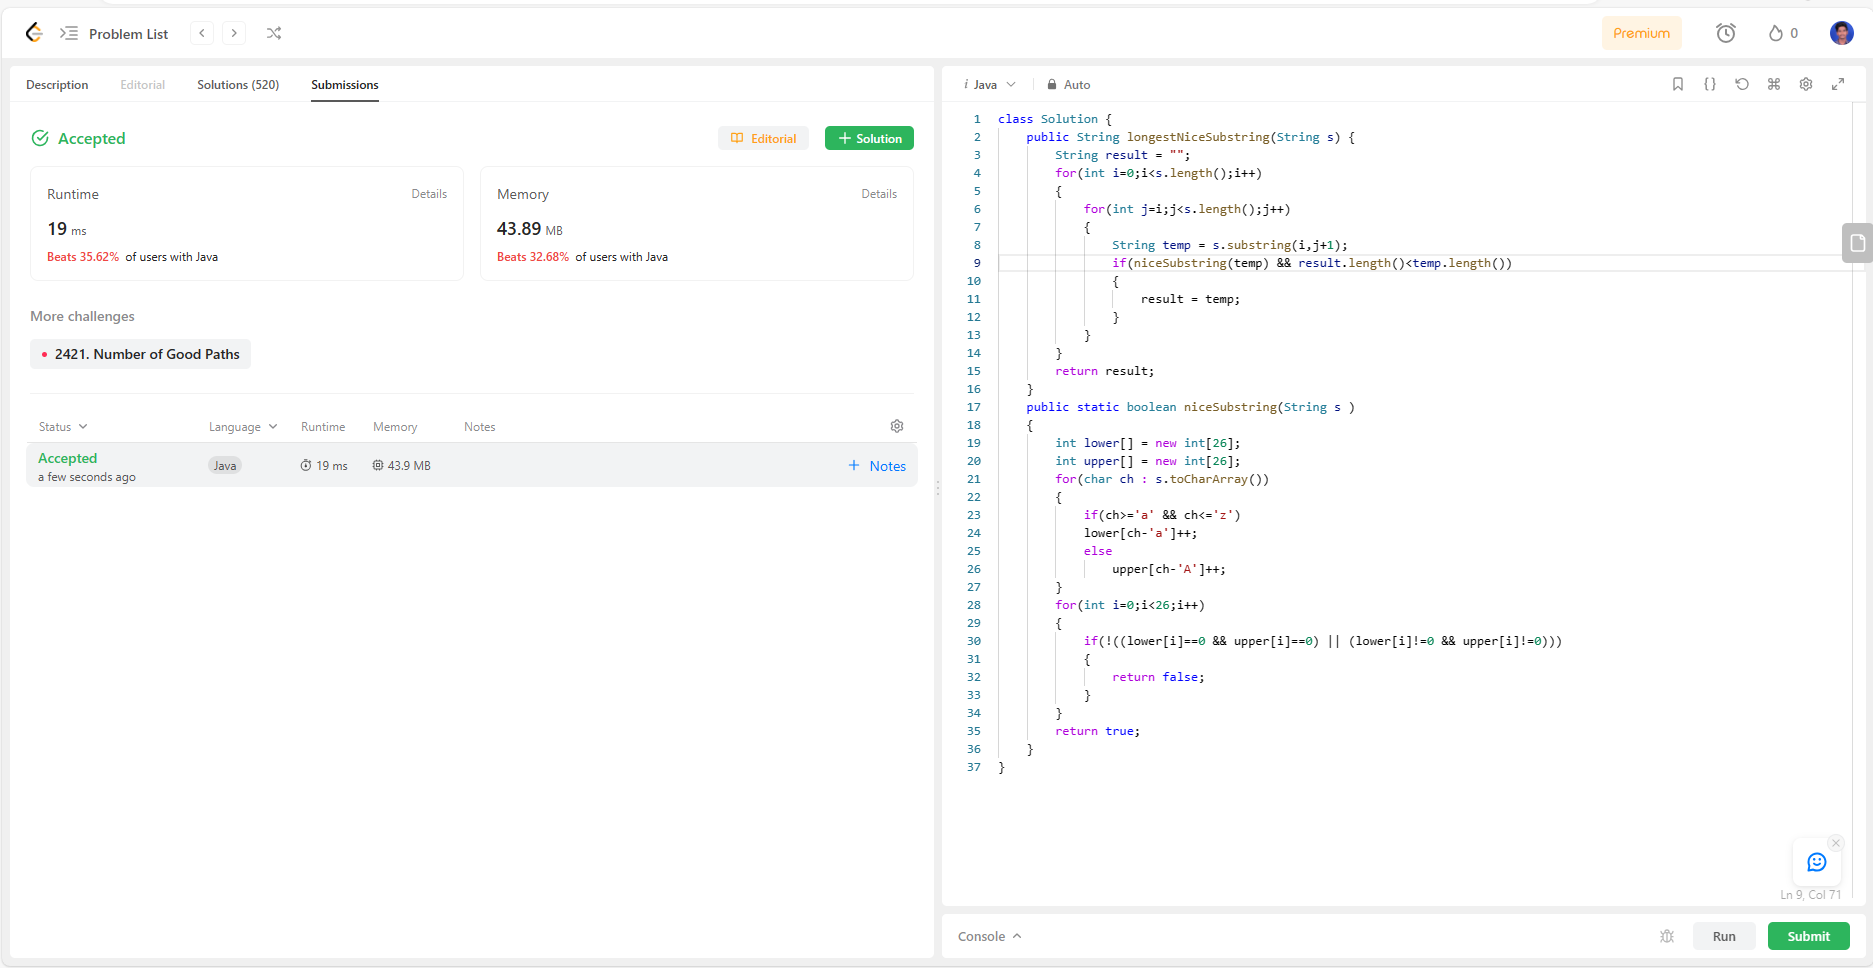 Problem List
Premium
0
Description Editorial Solutions (520) Submissions
Accepted
Editorial
Solution
Runtime Details
19 ms
Beats 35.62% of users with Java
Memory Details
43.89 MB
Beats 32.68% of users with Java
More challenges
2421. Number of Good Paths
Status Language Runtime Memory Notes
Accepted
a few seconds ago
Java
19 ms
43.9 MB
+ Notes
i Java Auto
1 class Solution {
2 public String longestNiceSubstring(String s) {
3 String result = "";
4 for(int i=0;i<s.length();i++)
5 {
6 for(int j=i;j<s.length();j++)
7 {
8 String temp = s.substring(i,j+1);
9 if(niceSubstring(temp) && result.length()<temp.length())
10 {
11 result = temp;
12 }
13 }
14 }
15 return result;
16 }
17 public static boolean niceSubstring(String s )
18 {
19 int lower[] = new int[26];
20 int upper[] = new int[26];
21 for(char ch : s.toCharArray())
22 {
23 if(ch>='a' && ch<='z')
24 lower[ch-'a']++;
25 else
26 upper[ch-'A']++;
27 }
28 for(int i=0;i<26;i++)
29 {
30 if(!((lower[i]==0 && upper[i]==0) || (lower[i]!=0 && upper[i]!=0)))
31 {
32 return false;
33 }
34 }
35 return true;
36 }
37 }
Ln 9, Col 71
Console
Run
Submit